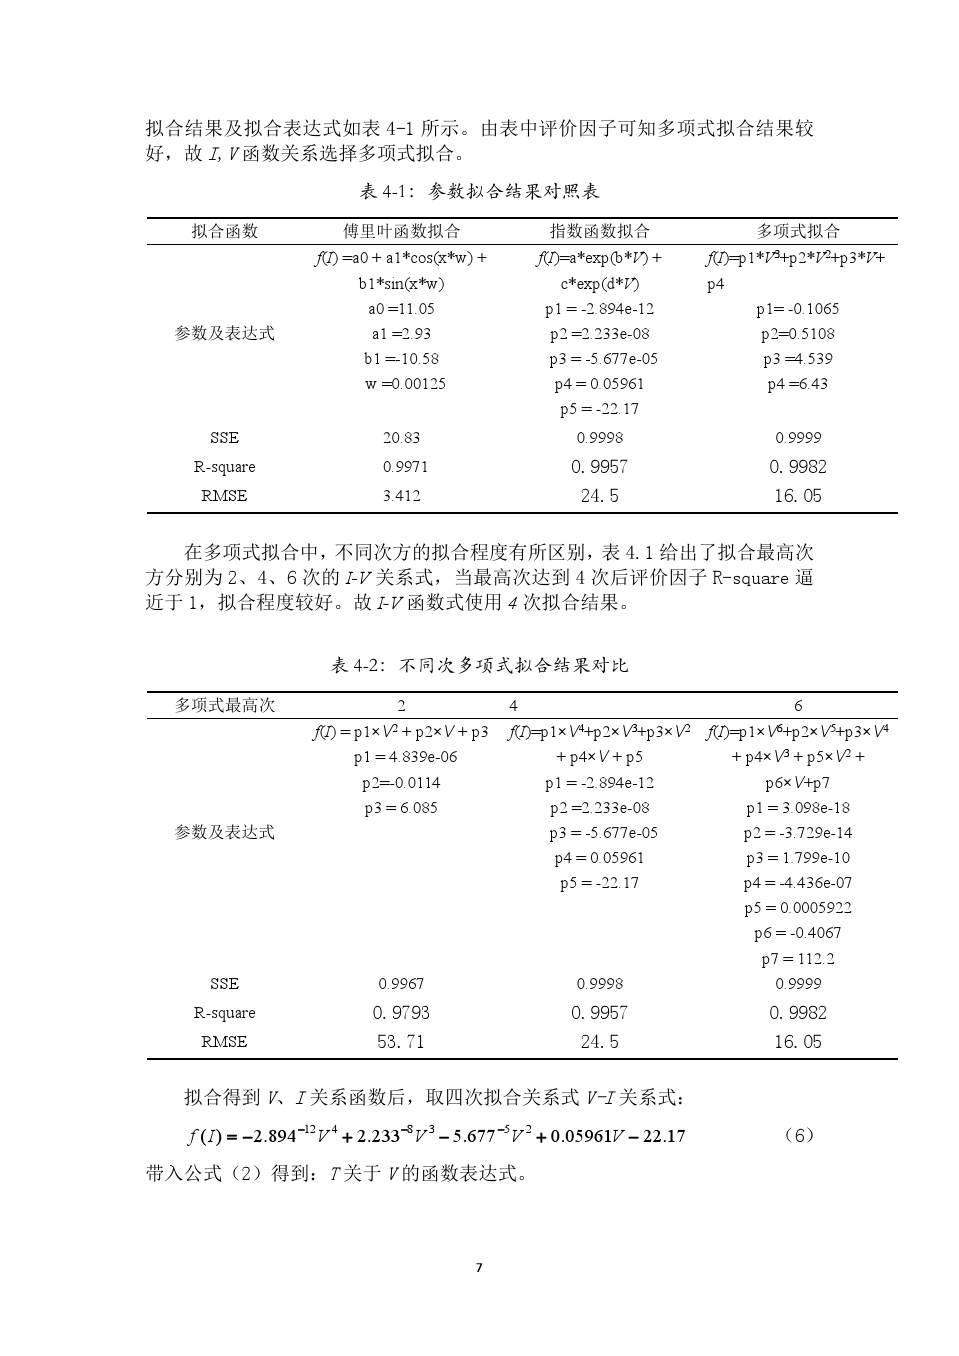 拟合结果及拟合表达式如表 4-1 所示。由表中评价因子可知多项式拟合结果较
好，故 I,V 函数关系选择多项式拟合。
表 4-1：参数拟合结果对照表
拟合函数 傅里叶函数拟合 指数函数拟合 多项式拟合
f(I) =a0 + a1*cos(x*w) + f(I)=a*exp(b*V) + f(I)=p1*V³+p2*V²+p3*V+
b1*sin(x*w) c*exp(d*V) p4
a0 =11.05 p1 = -2.894e-12 p1= -0.1065
参数及表达式 a1 =2.93 p2 =2.233e-08 p2=0.5108
b1 =-10.58 p3 = -5.677e-05 p3 =4.539
w =0.00125 p4 = 0.05961 p4 =6.43
p5 = -22.17
SSE 20.83 0.9998 0.9999
R-square 0.9971 0.9957 0.9982
RMSE 3.412 24.5 16.05
在多项式拟合中，不同次方的拟合程度有所区别，表 4.1 给出了拟合最高次
方分别为 2、4、6 次的 I-V 关系式，当最高次达到 4 次后评价因子 R-square 逼
近于 1，拟合程度较好。故 I-V 函数式使用 4 次拟合结果。
表 4-2：不同次多项式拟合结果对比
多项式最高次 2 4 6
f(I) = p1×V² + p2×V + p3 f(I)=p1×V⁴+p2×V³+p3×V² f(I)=p1×V⁶+p2×V⁵+p3×V⁴
p1 = 4.839e-06 + p4×V + p5 + p4×V³ + p5×V² +
p2=-0.0114 p1 = -2.894e-12 p6×V+p7
p3 = 6.085 p2 =2.233e-08 p1 = 3.098e-18
参数及表达式 p3 = -5.677e-05 p2 = -3.729e-14
p4 = 0.05961 p3 = 1.799e-10
p5 = -22.17 p4 = -4.436e-07
p5 = 0.0005922
p6 = -0.4067
p7 = 112.2
SSE 0.9967 0.9998 0.9999
R-square 0.9793 0.9957 0.9982
RMSE 53.71 24.5 16.05
拟合得到 V、I 关系函数后，取四次拟合关系式 V-I 关系式：
f(I) = −2.894⁻¹²V⁴ + 2.233⁻⁸V³ − 5.677⁻⁵V² + 0.05961V − 22.17 （6）
带入公式（2）得到：T 关于 V 的函数表达式。
7